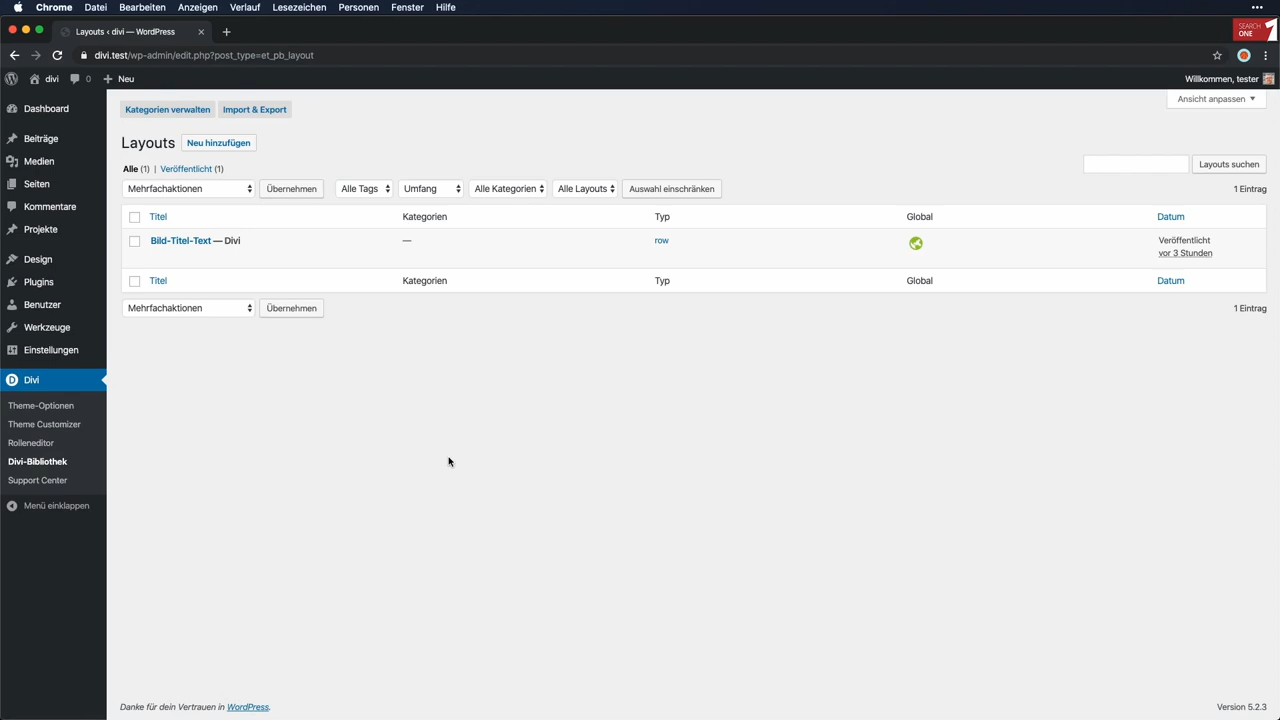 Chrome Datei Bearbeiten Anzeigen Verlauf Lesezeichen Personen Fenster Hilfe
Layouts ‹ divi — WordPress
SEARCH
ONE
1
divi.test/wp-admin/edit.php?post_type=et_pb_layout
divi 0 Neu Willkommen, tester
Dashboard
Beiträge
Medien
Seiten
Kommentare
Projekte
Design
Plugins
Benutzer
Werkzeuge
Einstellungen
Divi
Theme-Optionen
Theme Customizer
Rolleneditor
Divi-Bibliothek
Support Center
Menü einklappen
Kategorien verwalten Import & Export
Ansicht anpassen
Layouts Neu hinzufügen
Alle (1) | Veröffentlicht (1)
Layouts suchen
Mehrfachaktionen Übernehmen Alle Tags Umfang Alle Kategorien Alle Layouts Auswahl einschränken 1 Eintrag
Titel Kategorien Typ Global Datum
Bild-Titel-Text — Divi — row Veröffentlicht
vor 3 Stunden
Titel Kategorien Typ Global Datum
Mehrfachaktionen Übernehmen 1 Eintrag
Danke für dein Vertrauen in WordPress. Version 5.2.3